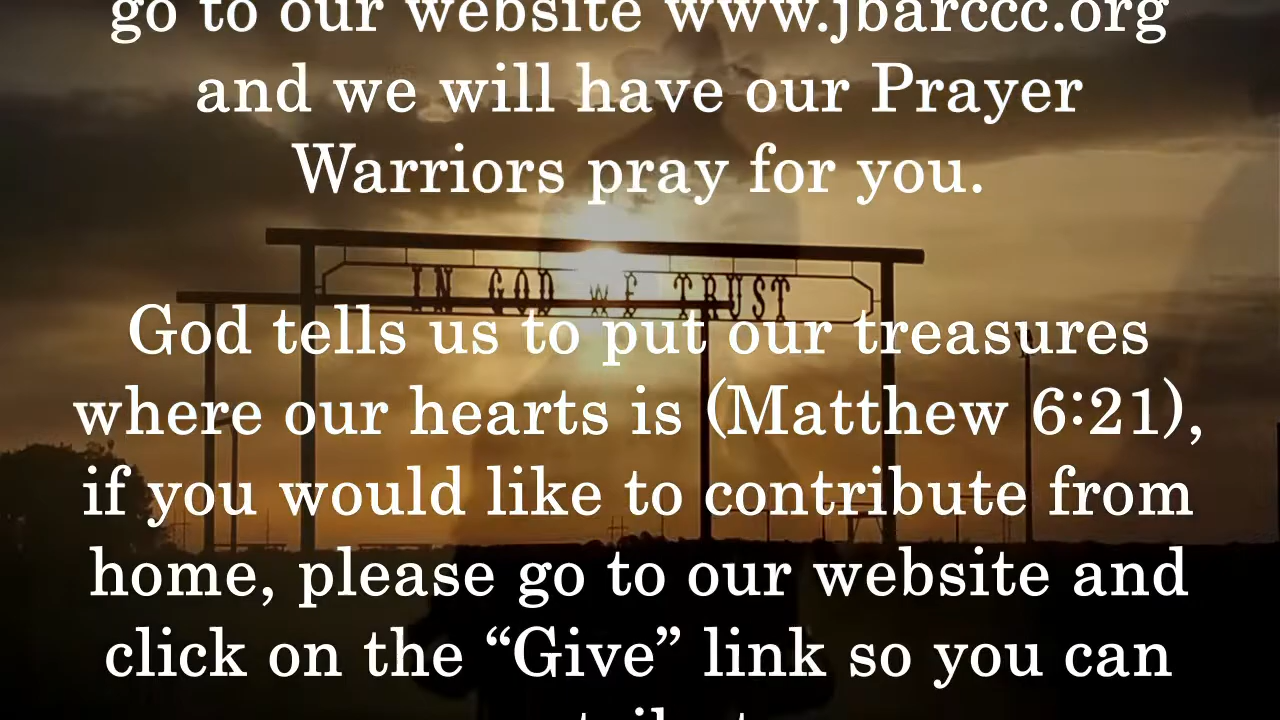 go to our website www.jbarccc.org
and we will have our Prayer
Warriors pray for you.
IN GOD WE TRUST
God tells us to put our treasures
where our hearts is (Matthew 6:21),
if you would like to contribute from
home, please go to our website and
click on the “Give” link so you can